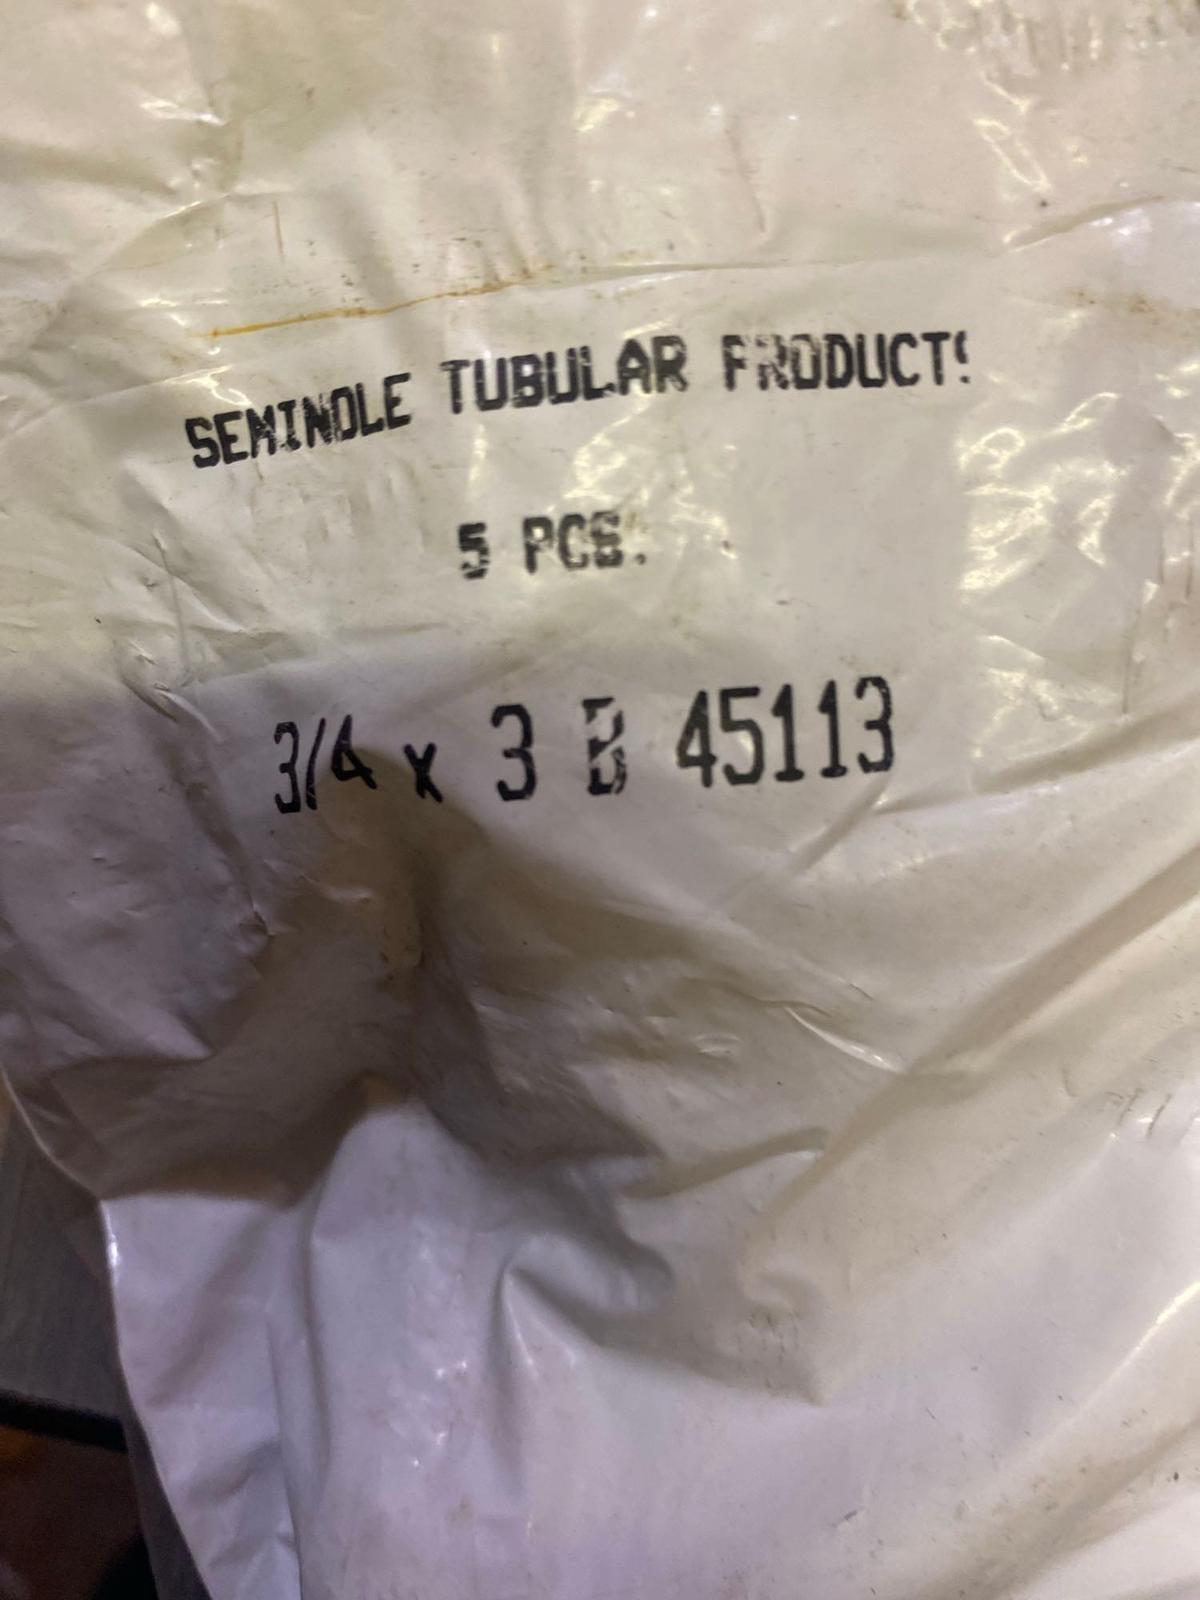 SEMINOLE TUBULAR PRODUCTS
5 PCS.
3/4 x 3 B 45113